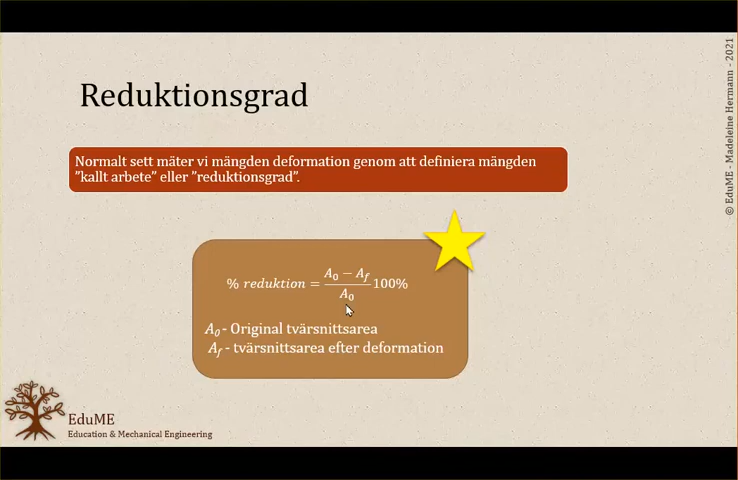 Reduktionsgrad
Normalt sett mäter vi mängden deformation genom att definiera mängden
”kallt arbete” eller ”reduktionsgrad”.
% reduktion = (A₀ − A_f)/A₀ 100%
A₀- Original tvärsnittsarea
A_f - tvärsnittsarea efter deformation
EduME
Education & Mechanical Engineering
© EduME - Madeleine Hermann - 2021